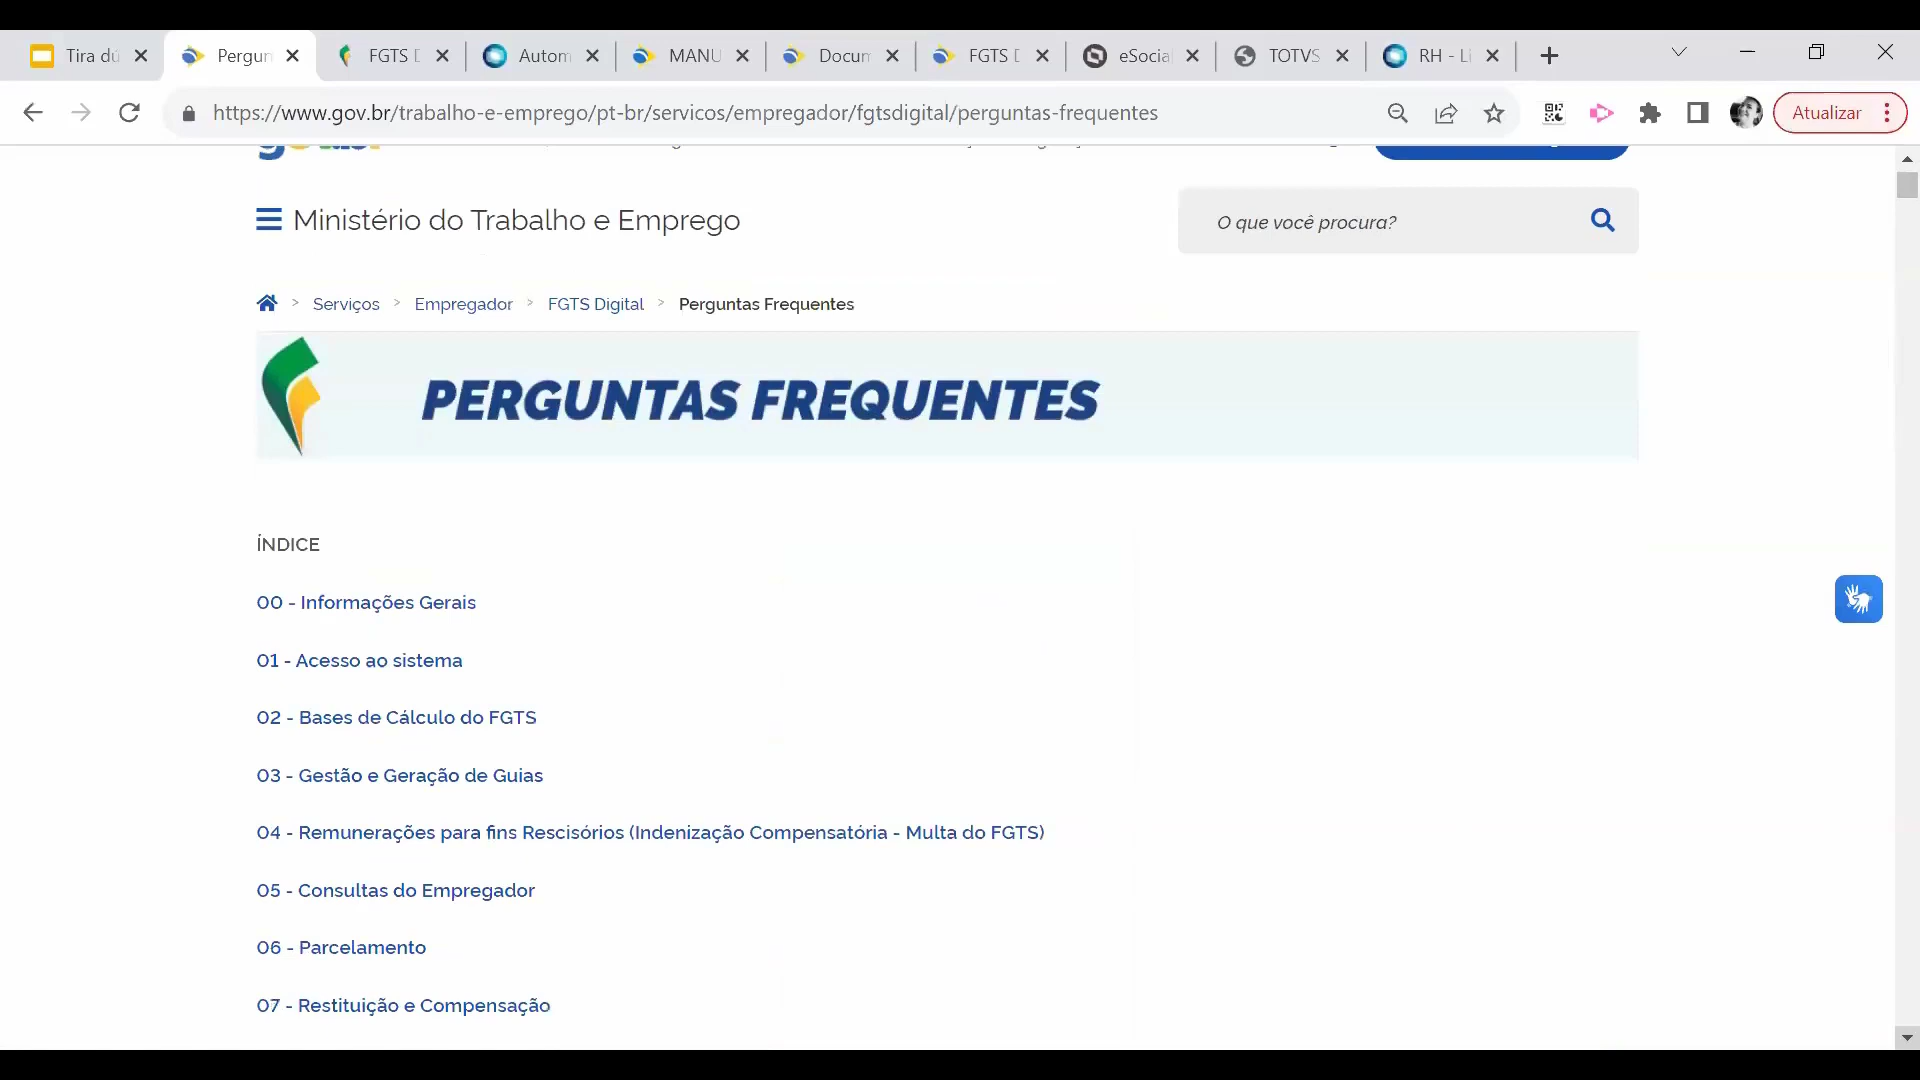 Tira dú
Pergun
FGTS D
Autom
MANU
Docum
FGTS D
eSocia
TOTVS
RH - Li
https://www.gov.br/trabalho-e-emprego/pt-br/servicos/empregador/fgtsdigital/perguntas-frequentes
Atualizar
Ministério do Trabalho e Emprego
O que você procura?
Serviços > Empregador > FGTS Digital > Perguntas Frequentes
PERGUNTAS FREQUENTES
ÍNDICE
00 - Informações Gerais
01 - Acesso ao sistema
02 - Bases de Cálculo do FGTS
03 - Gestão e Geração de Guias
04 - Remunerações para fins Rescisórios (Indenização Compensatória - Multa do FGTS)
05 - Consultas do Empregador
06 - Parcelamento
07 - Restituição e Compensação